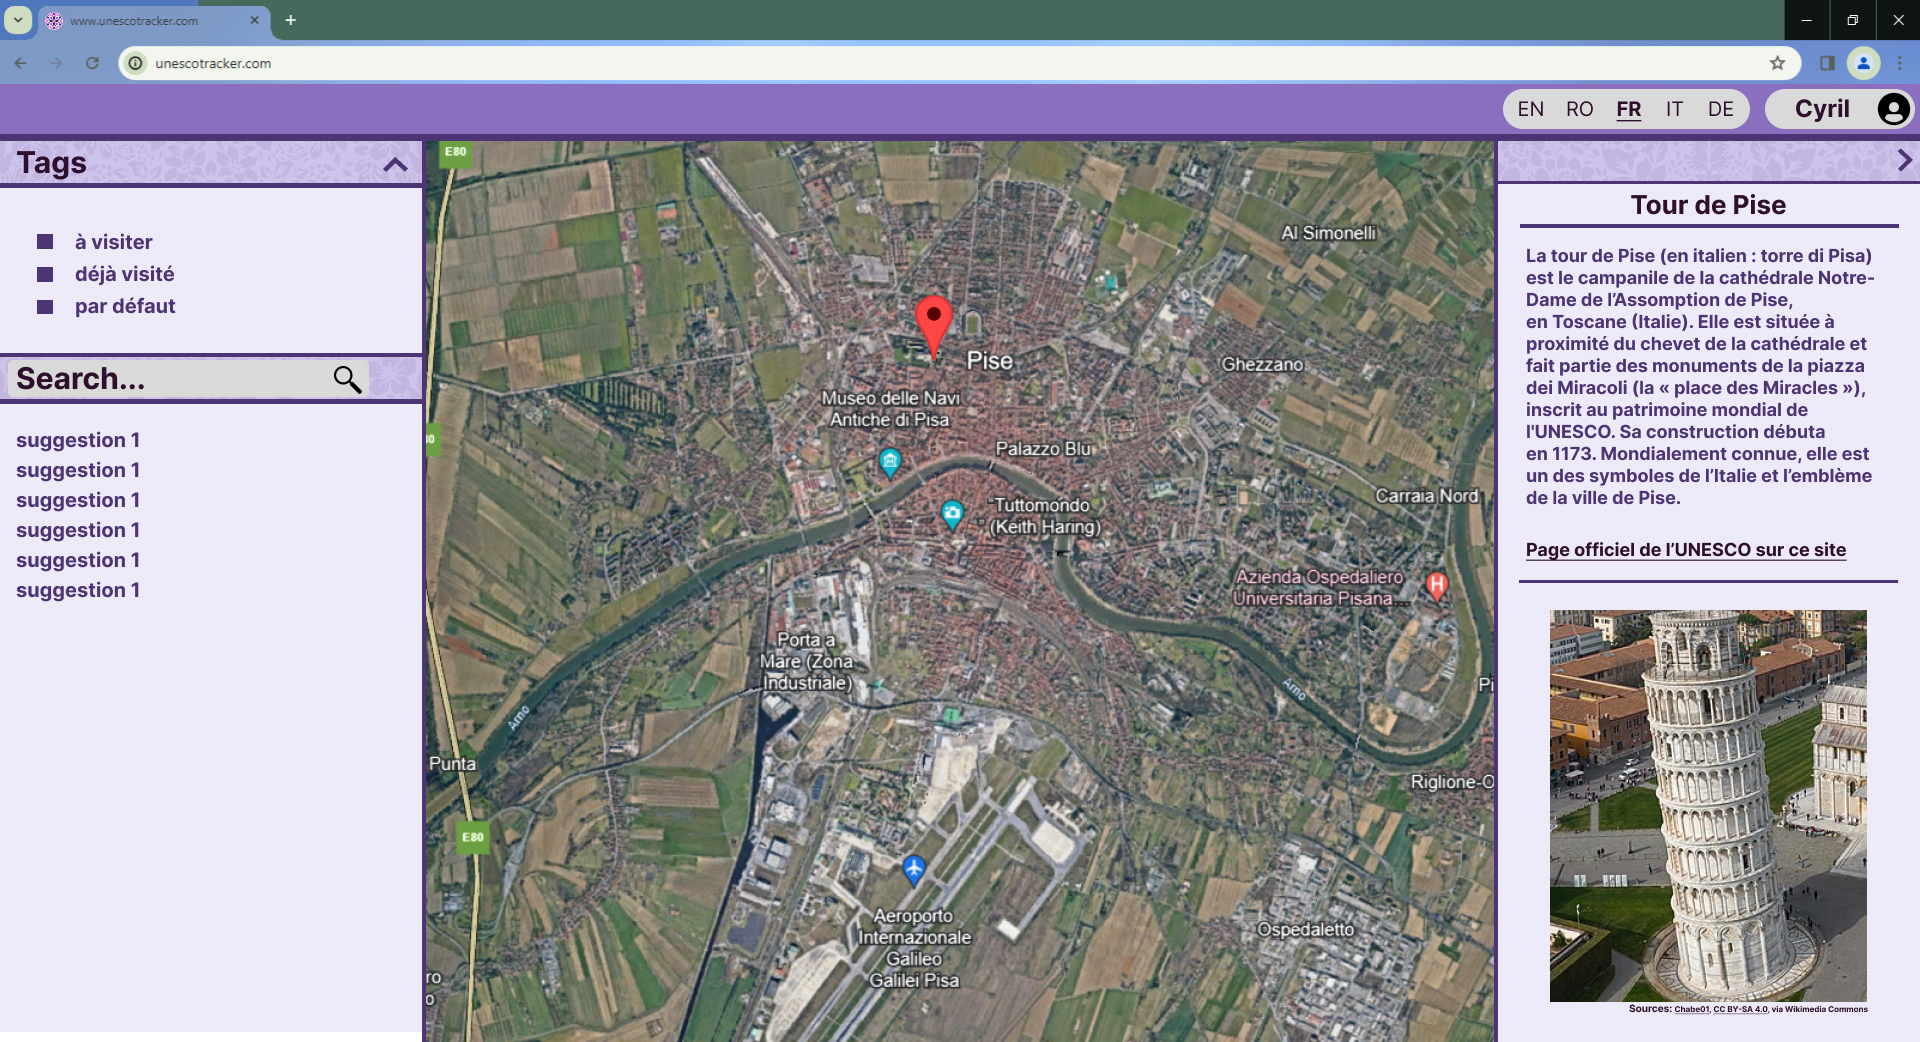 www.unescotracker.com
unescotracker.com
EN RO FR IT DE
Cyril
Tags
à visiter
déjà visité
par défaut
Search...
suggestion 1
suggestion 1
suggestion 1
suggestion 1
suggestion 1
suggestion 1
E80
Al Simonelli
Pise
Ghezzano
Museo delle Navi
Antiche di Pisa
80
Palazzo Blu
Carraia Nord
"Tuttomondo
" (Keith Haring)
Azienda Ospedaliero
Universitaria Pisana...
H
Porta a
Mare (Zona
Industriale)
Arno
Arno
Pi
Punta
Riglione-O
E80
Aeroporto
Internazionale
Galileo
Galilei Pisa
Ospedaletto
ro
o
Tour de Pise
La tour de Pise (en italien : torre di Pisa)
est le campanile de la cathédrale Notre-
Dame de l’Assomption de Pise,
en Toscane (Italie). Elle est située à
proximité du chevet de la cathédrale et
fait partie des monuments de la piazza
dei Miracoli (la « place des Miracles »),
inscrit au patrimoine mondial de
l'UNESCO. Sa construction débuta
en 1173. Mondialement connue, elle est
un des symboles de l’Italie et l’emblème
de la ville de Pise.
Page officiel de l’UNESCO sur ce site
Sources: Chabe01, CC BY-SA 4.0, via Wikimedia Commons